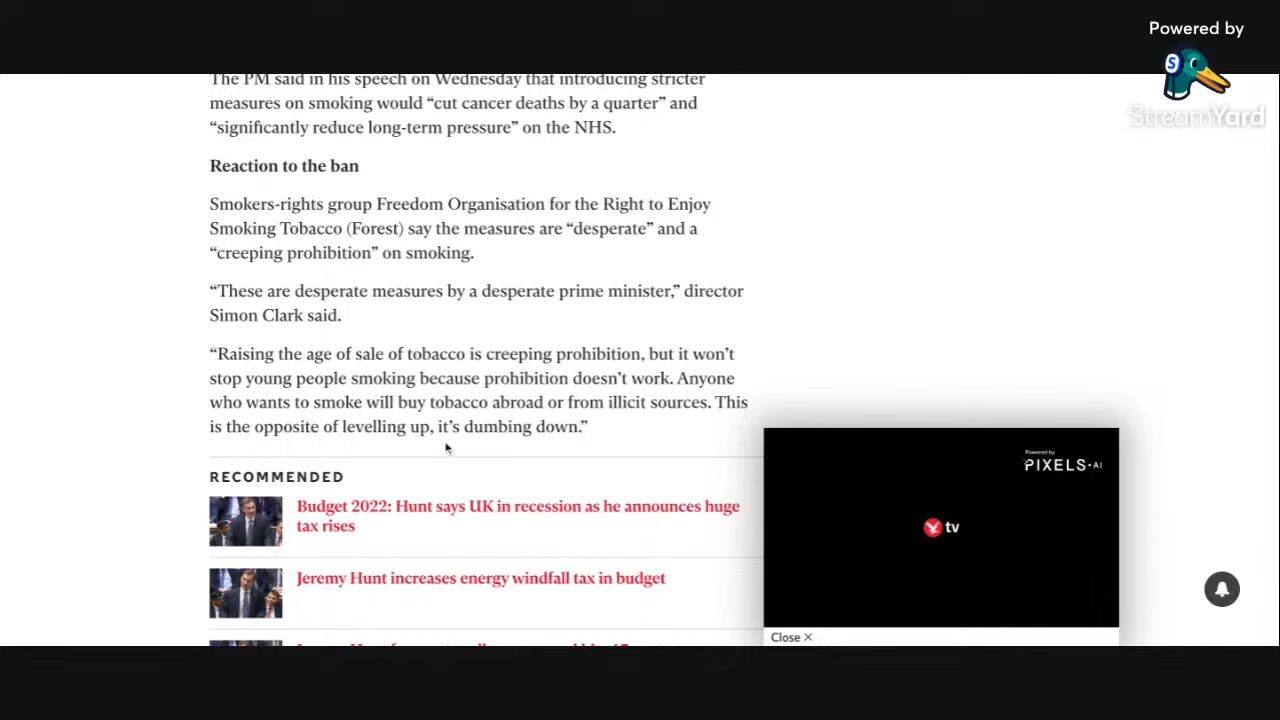 Powered by
S
StreamYard
The PM said in his speech on Wednesday that introducing stricter
measures on smoking would “cut cancer deaths by a quarter” and
“significantly reduce long-term pressure” on the NHS.
Reaction to the ban
Smokers-rights group Freedom Organisation for the Right to Enjoy
Smoking Tobacco (Forest) say the measures are “desperate” and a
“creeping prohibition” on smoking.
“These are desperate measures by a desperate prime minister,” director
Simon Clark said.
“Raising the age of sale of tobacco is creeping prohibition, but it won’t
stop young people smoking because prohibition doesn’t work. Anyone
who wants to smoke will buy tobacco abroad or from illicit sources. This
is the opposite of levelling up, it’s dumbing down.”
RECOMMENDED
Budget 2022: Hunt says UK in recession as he announces huge
tax rises
Jeremy Hunt increases energy windfall tax in budget
Powered by
PIXELS.AI
tv
Close ×